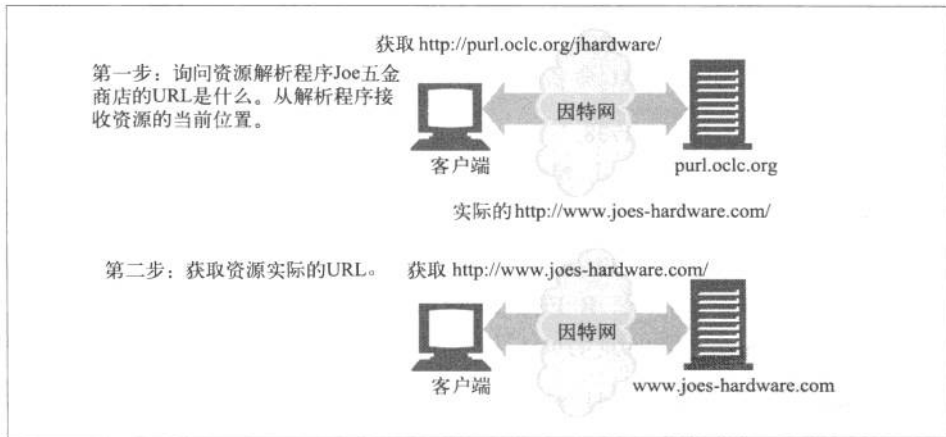 获取 http://purl.oclc.org/jhardware/
第一步：询问资源解析程序Joe五金
商店的URL是什么。从解析程序接
收资源的当前位置。
因特网
客户端
purl.oclc.org
实际的http://www.joes-hardware.com/
第二步：获取资源实际的URL。
获取 http://www.joes-hardware.com/
因特网
客户端
www.joes-hardware.com